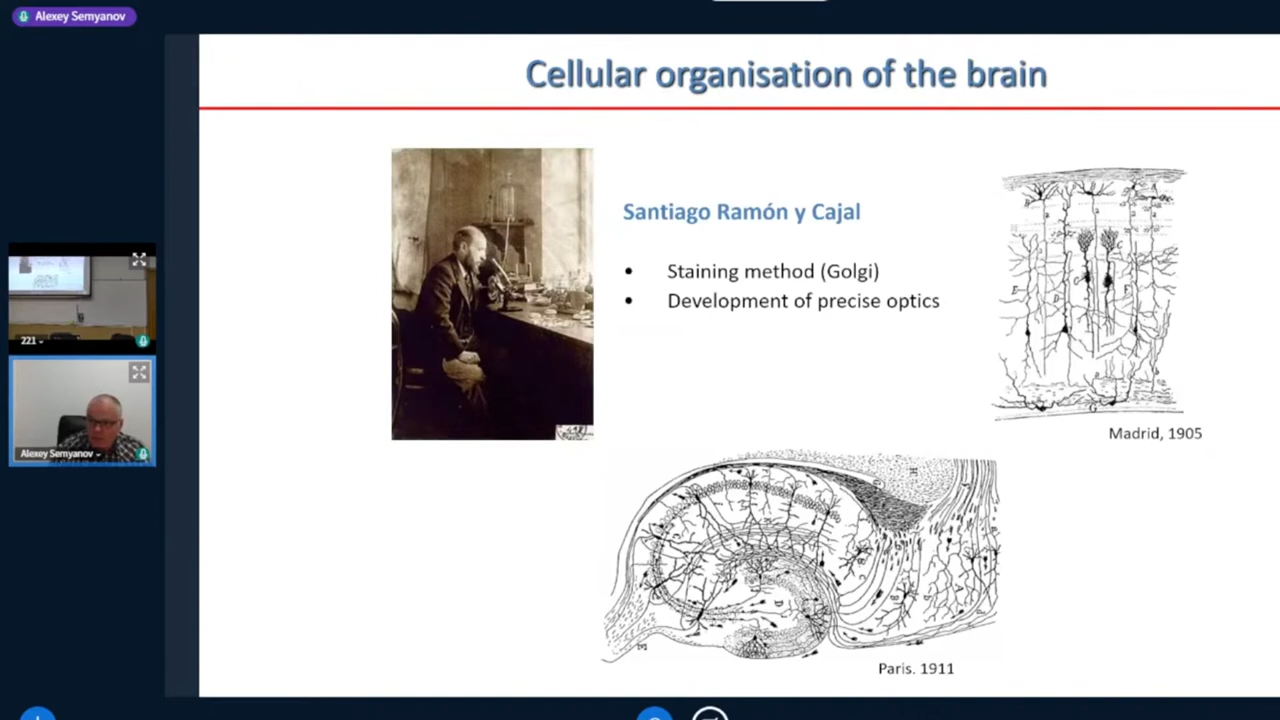 Alexey Semyanov
Cellular organisation of the brain
Santiago Ramón y Cajal
• Staining method (Golgi)
• Development of precise optics
Madrid, 1905
221
Alexey Semyanov
Paris. 1911